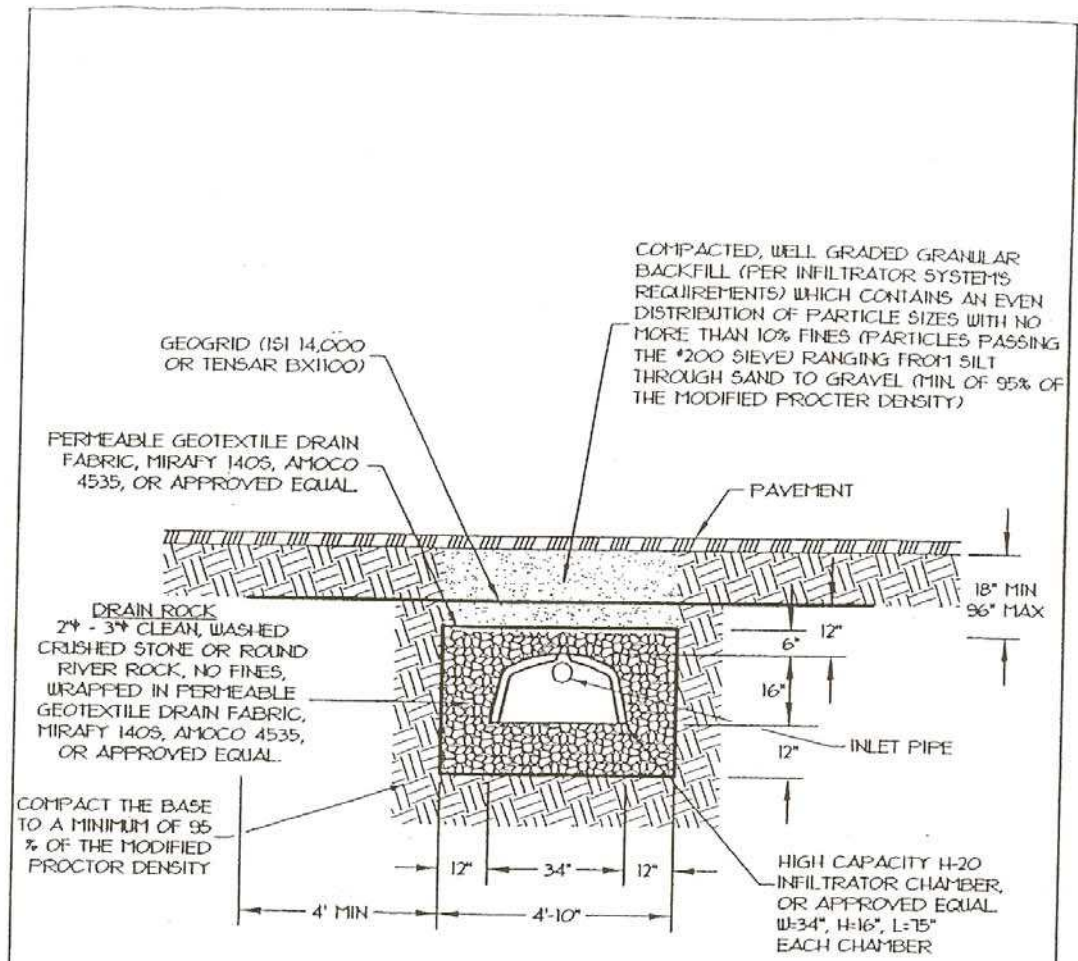 COMPACTED, WELL GRADED GRANULAR
BACKFILL (PER INFILTRATOR SYSTEM'S
REQUIREMENTS) WHICH CONTAINS AN EVEN
DISTRIBUTION OF PARTICLE SIZES WITH NO
MORE THAN 10% FINES (PARTICLES PASSING
THE #200 SIEVE) RANGING FROM SILT
THROUGH SAND TO GRAVEL (MIN. OF 95% OF
THE MODIFIED PROCTER DENSITY)
GEOGRID (ISI 14,000
OR TENSAR BX1100)
PERMEABLE GEOTEXTILE DRAIN
FABRIC, MIRAFY 140S, AMOCO
4535, OR APPROVED EQUAL.
PAVEMENT
18" MIN
96" MAX
DRAIN ROCK
2"Φ - 3"Φ CLEAN, WASHED
CRUSHED STONE OR ROUND
RIVER ROCK, NO FINES,
WRAPPED IN PERMEABLE
GEOTEXTILE DRAIN FABRIC,
MIRAFY 140S, AMOCO 4535,
OR APPROVED EQUAL.
6"
12"
16"
12"
INLET PIPE
COMPACT THE BASE
TO A MINIMUM OF 95
% OF THE MODIFIED
PROCTOR DENSITY
12"
34"
12"
4' MIN
4'-10"
HIGH CAPACITY H-20
INFILTRATOR CHAMBER,
OR APPROVED EQUAL
W=34", H=16", L=75"
EACH CHAMBER